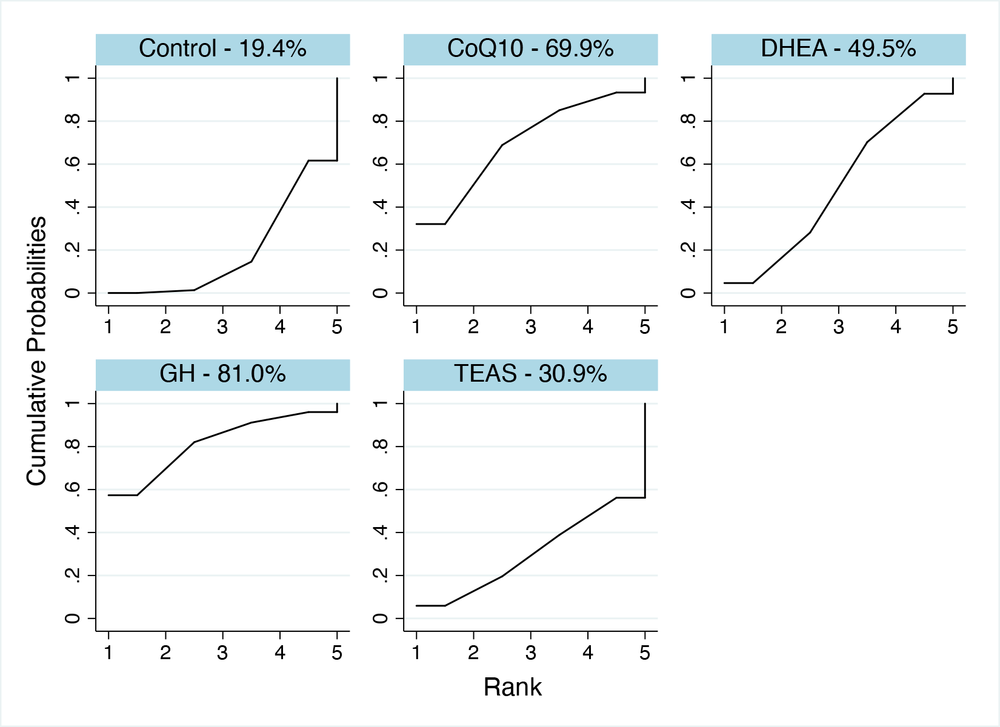 Control - 19.4%
CoQ10 - 69.9%
DHEA - 49.5%
1
.8
.6
.4
.2
0
1
.8
.6
.4
.2
0
1
.8
.6
.4
.2
0
1 2 3 4 5
1 2 3 4 5
1 2 3 4 5
GH - 81.0%
TEAS - 30.9%
1
.8
.6
.4
.2
0
1
.8
.6
.4
.2
0
1 2 3 4 5
1 2 3 4 5
Cumulative Probabilities
Rank